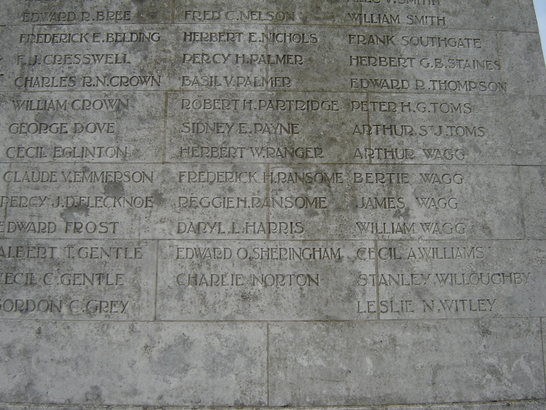 EDWARD R. BREE
FREDERICK E. BELDING
F. J. CRESSWELL
CHARLES R. N. CROWN
WILLIAM CROWN
GEORGE DOVE
CECIL EGLINTON
CLAUDE V. EMMERSON
PERCY J. D. FLECKNOE
EDWARD FROST
ALBERT T. GENTLE
CECIL C. GENTLE
GORDON C. GREY
FRED C. NELSON
HERBERT E. NICHOLS
PERCY H. PALMER
BASIL V. PALMER
ROBERT H. PARTRIDGE
SIDNEY E. PAYNE
HERBERT W. RANGER
FREDERICK H. RANSOME
REGGIE H. RANSOME
DARYL L. HARRIS
EDWARD O. SHERINGHAM
CHARLIE NORTON
V. SMITH
WILLIAM SMITH
FRANK SOUTHGATE
HERBERT G. B. STAINES
EDWARD R. THOMPSON
PETER H. G. TOMS
ARTHUR St J. TOMS
ARTHUR WAGG
BERTIE WAGG
JAMES WAGG
WILLIAM WAGG
CECIL A. WILLIAMS
STANLEY WILLOUGHBY
LESLIE N. WITLEY